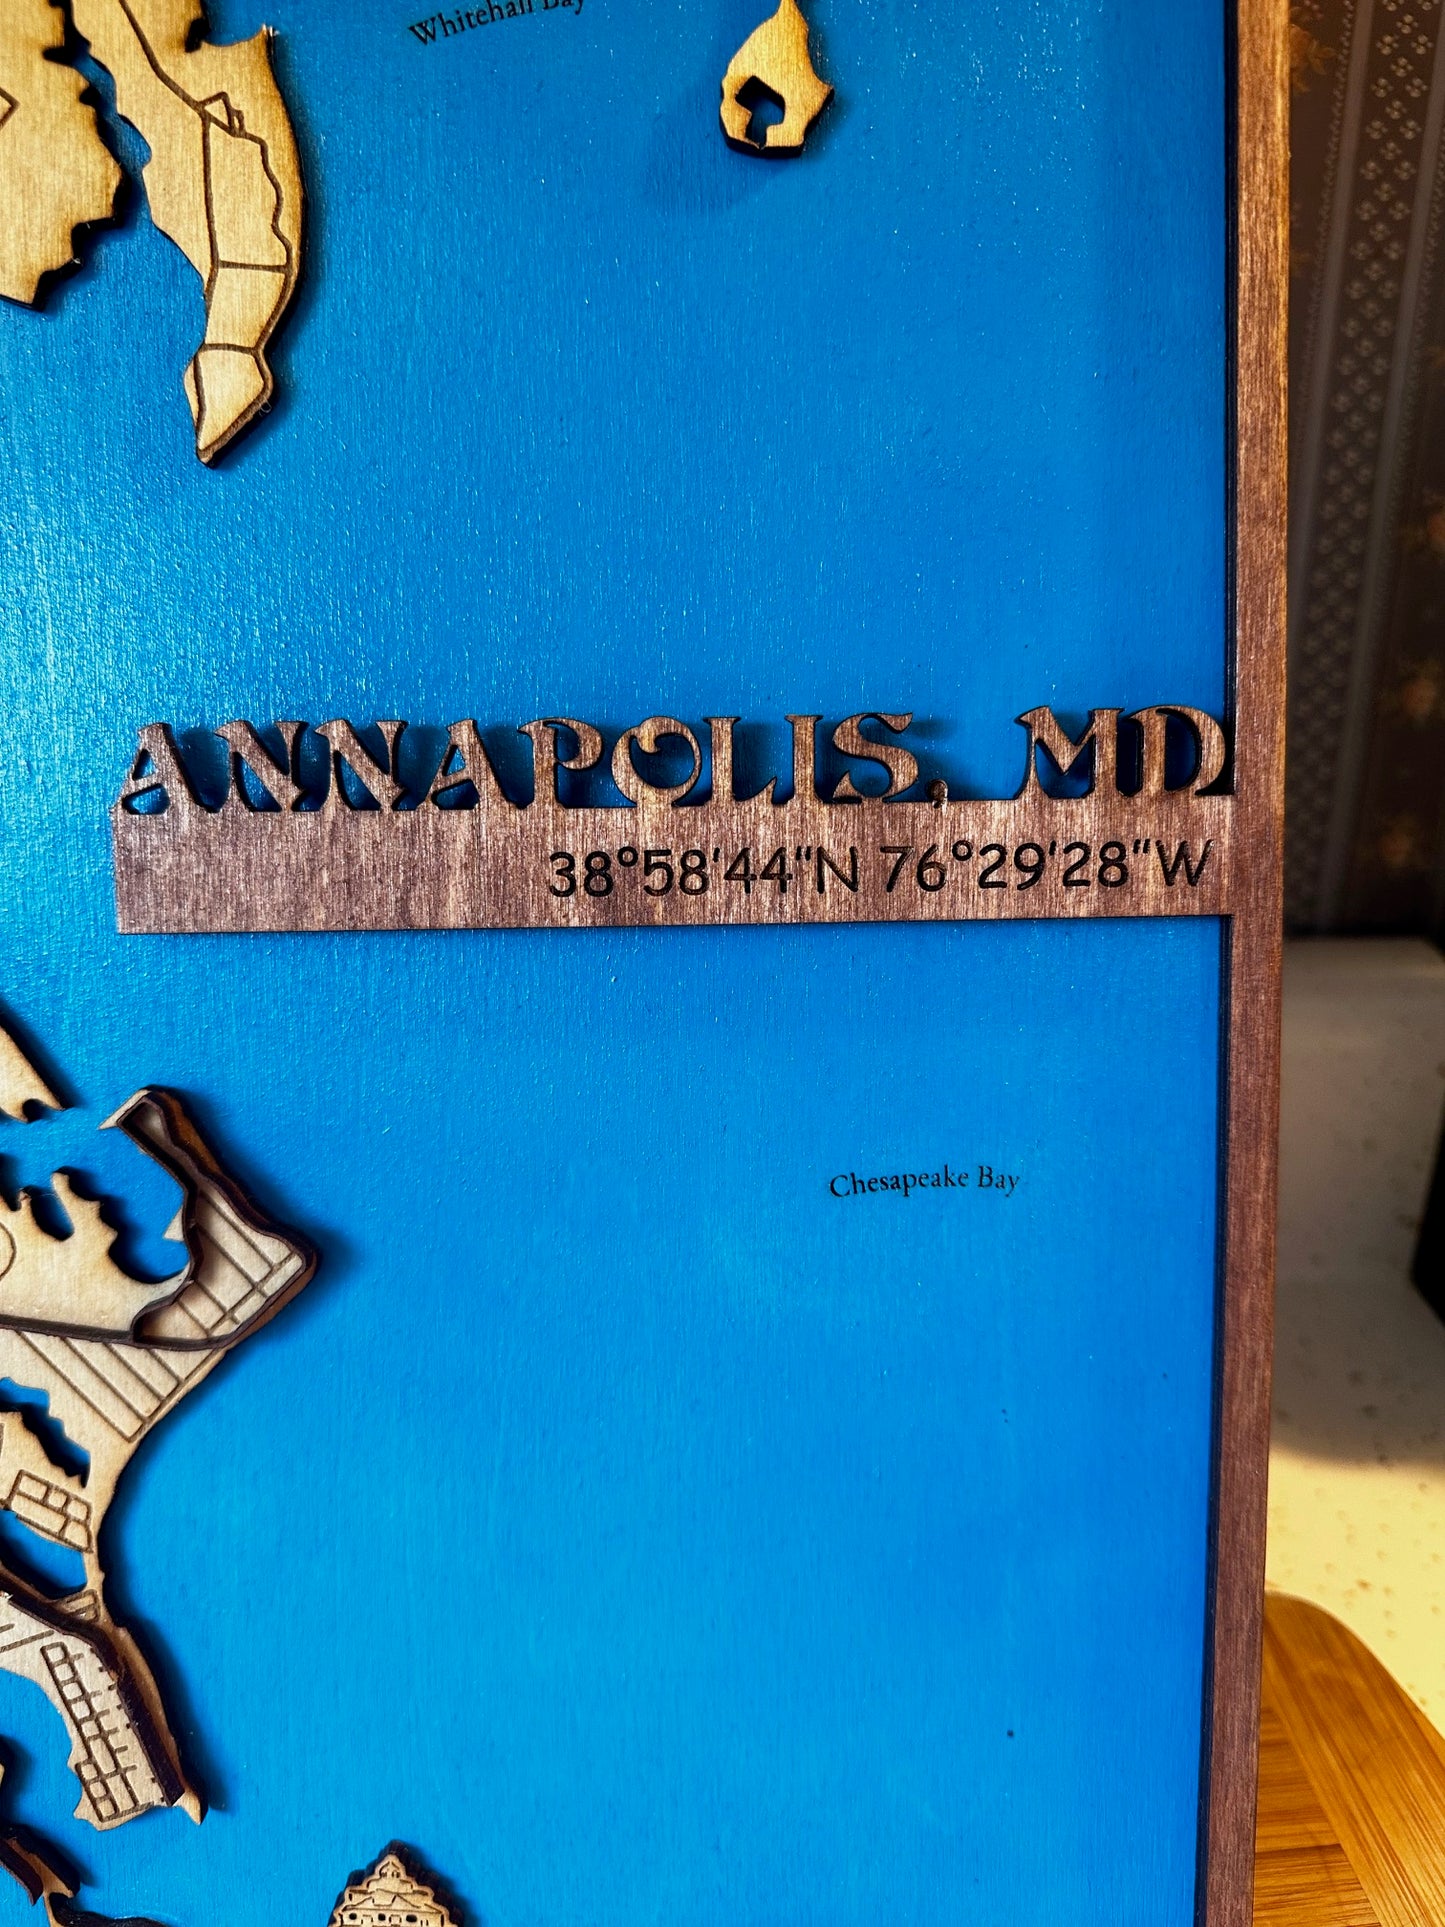 Whitehall Bay
ANNAPOLIS, MD
38°58'44"N 76°29'28"W
Chesapeake Bay